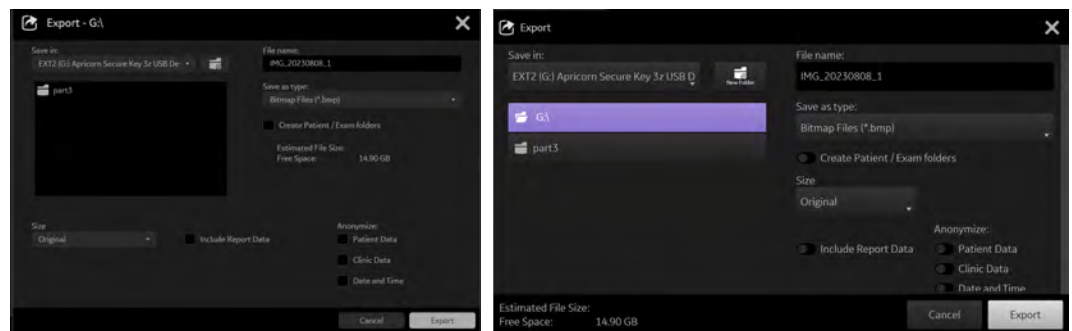 Export - G:\
Save in:
EXT2 (G:) Apricorn Secure Key 3z USB De
part3
File name:
IMG_20230808_1
Save as type:
Bitmap Files (*.bmp)
Create Patient / Exam folders
Estimated File Size:
Free Space: 14.90 GB
Size
Original
Include Report Data
Anonymize:
Patient Data
Clinic Data
Date and Time
Cancel
Export
Export
Save in:
EXT2 (G:) Apricorn Secure Key 3z USB D
New Folder
G:\
part3
File name:
IMG_20230808_1
Save as type:
Bitmap Files (*.bmp)
Create Patient / Exam folders
Size
Original
Include Report Data
Anonymize:
Patient Data
Clinic Data
Date and Time
Estimated File Size:
Free Space: 14.90 GB
Cancel
Export